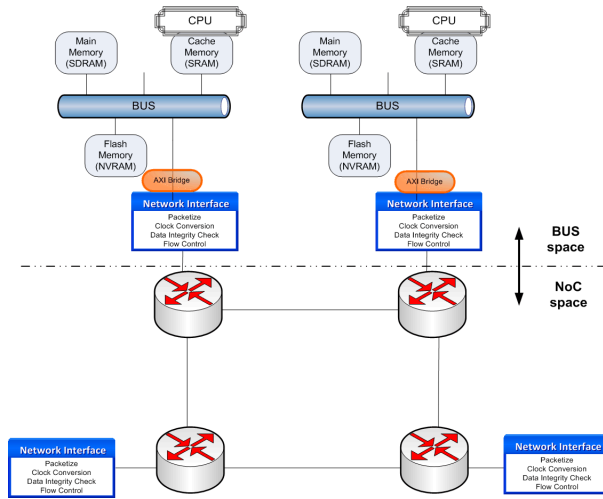 CPU
CPU
Main
Memory
(SDRAM)
Cache
Memory
(SRAM)
Main
Memory
(SDRAM)
Cache
Memory
(SRAM)
BUS
BUS
Flash
Memory
(NVRAM)
Flash
Memory
(NVRAM)
AXI Bridge
AXI Bridge
Network Interface
Packetize
Clock Conversion
Data Integrity Check
Flow Control
Network Interface
Packetize
Clock Conversion
Data Integrity Check
Flow Control
BUS
space
NoC
space
Network Interface
Packetize
Clock Conversion
Data Integrity Check
Flow Control
Network Interface
Packetize
Clock Conversion
Data Integrity Check
Flow Control